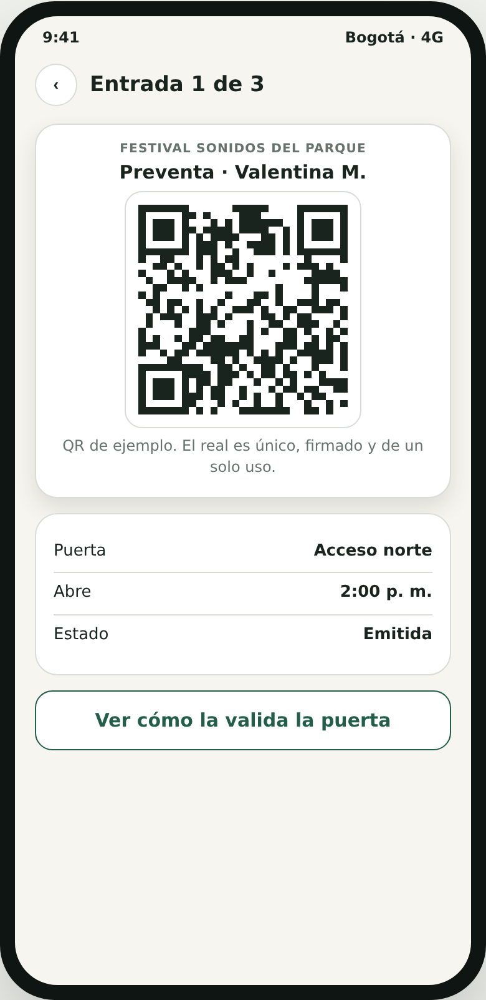 9:41
Bogotá · 4G
‹
Entrada 1 de 3
FESTIVAL SONIDOS DEL PARQUE
Preventa · Valentina M.
QR de ejemplo. El real es único, firmado y de un
solo uso.
Puerta
Acceso norte
Abre
2:00 p. m.
Estado
Emitida
Ver cómo la valida la puerta